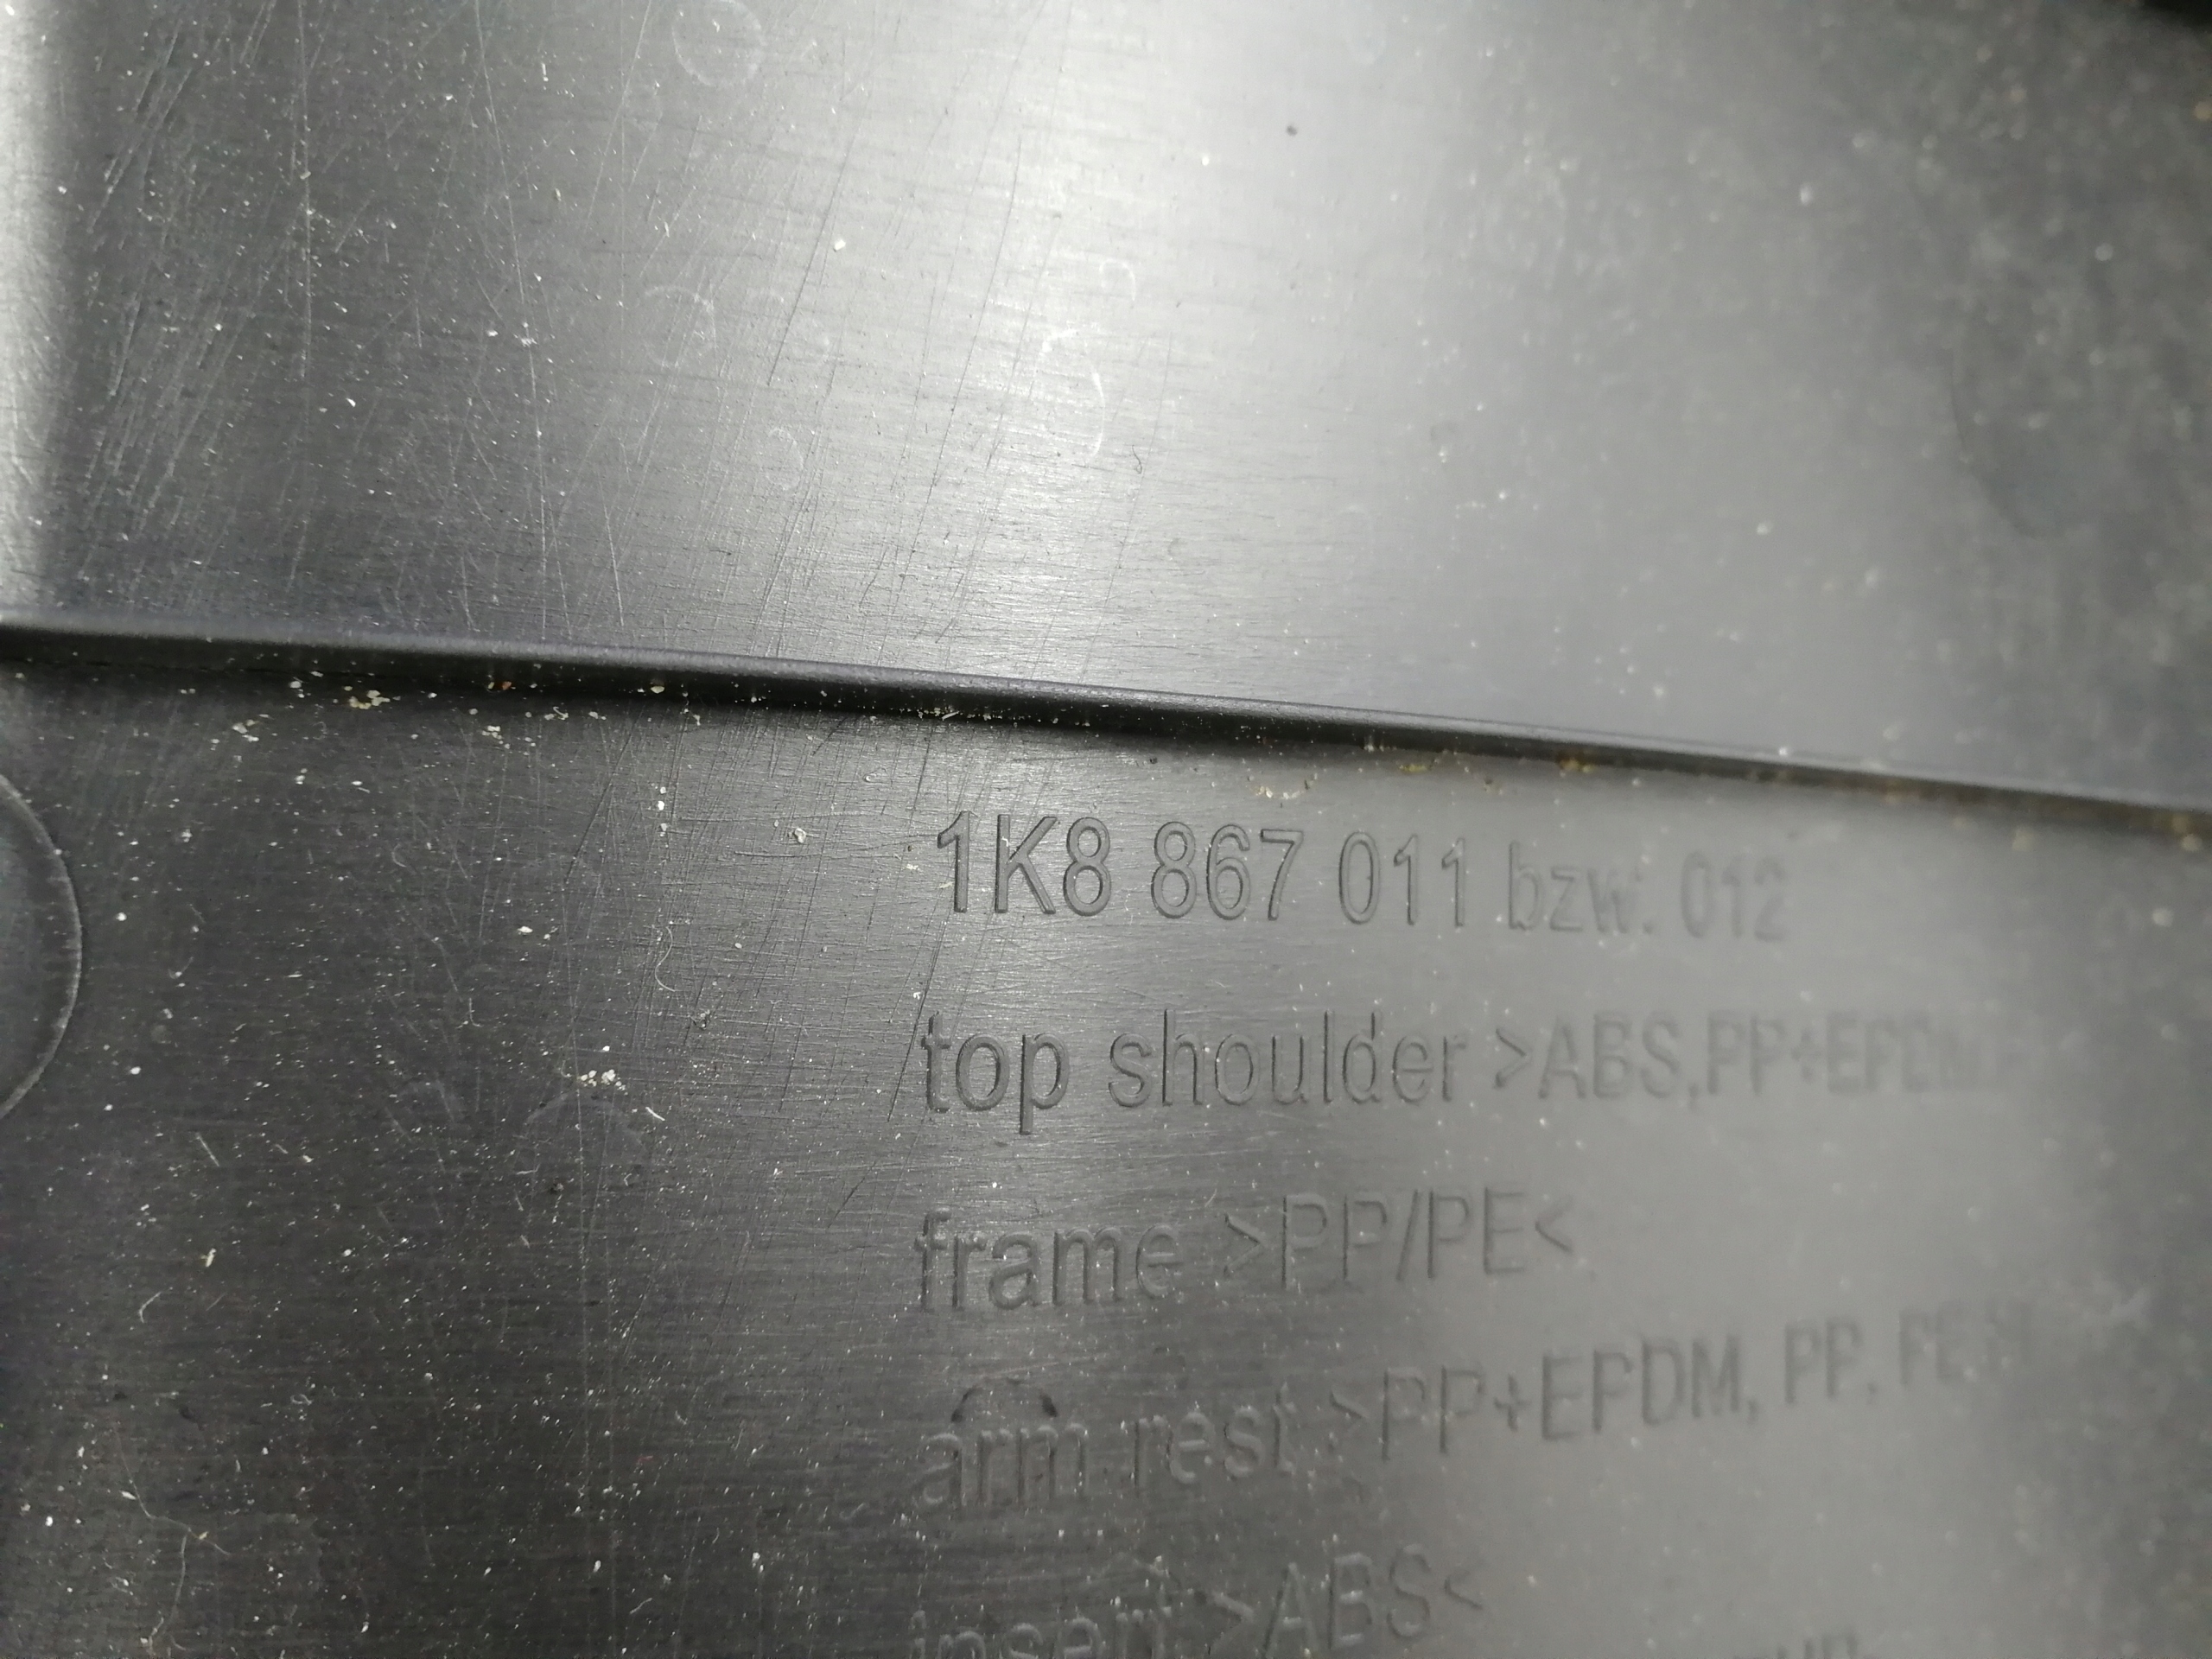 1K8 867 011 bzw. 012
top shoulder >ABS,PP+EPDM
frame >PP/PE<
arm rest >PP+EPDM, PP, PE
insert >ABS<